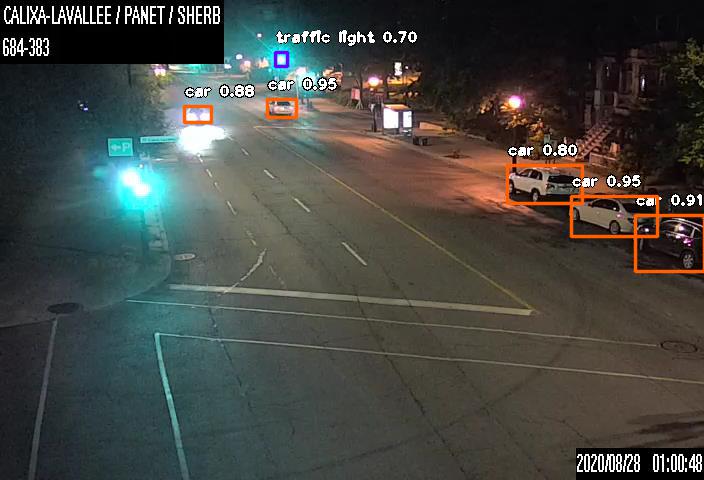 CALIXA-LAVALLEE / PANET / SHERB
684-383
traffic light 0.70
car 0.88
car 0.95
car 0.80
car 0.95
car 0.91
P
2020/08/28 01:00:48